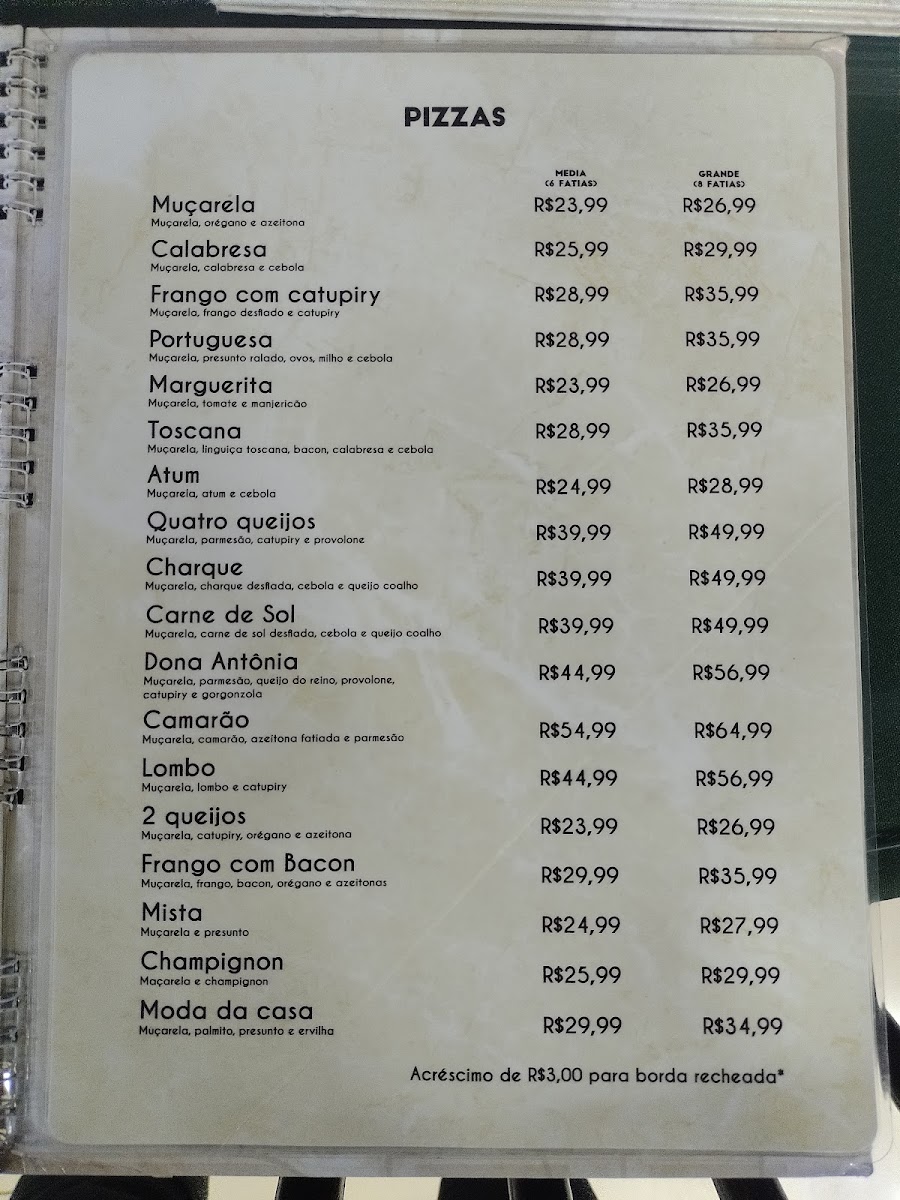 PIZZAS
MEDIA GRANDE
(6 FATIAS) (8 FATIAS)
Muçarela R$23,99 R$26,99
Muçarela, orégano e azeitona
Calabresa R$25,99 R$29,99
Muçarela, calabresa e cebola
Frango com catupiry R$28,99 R$35,99
Muçarela, frango desfiado e catupiry
Portuguesa R$28,99 R$35,99
Muçarela, presunto ralado, ovos, milho e cebola
Marguerita R$23,99 R$26,99
Muçarela, tomate e manjericão
Toscana R$28,99 R$35,99
Muçarela, linguiça toscana, bacon, calabresa e cebola
Atum R$24,99 R$28,99
Muçarela, atum e cebola
Quatro queijos R$39,99 R$49,99
Muçarela, parmesão, catupiry e provolone
Charque R$39,99 R$49,99
Muçarela, charque desfiada, cebola e queijo coalho
Carne de Sol R$39,99 R$49,99
Muçarela, carne de sol desfiada, cebola e queijo coalho
Dona Antônia R$44,99 R$56,99
Muçarela, parmesão, queijo do reino, provolone,
catupiry e gorgonzola
Camarão R$54,99 R$64,99
Muçarela, camarão, azeitona fatiada e parmesão
Lombo R$44,99 R$56,99
Muçarela, lombo e catupiry
2 queijos R$23,99 R$26,99
Muçarela, catupiry, orégano e azeitona
Frango com Bacon R$29,99 R$35,99
Muçarela, frango, bacon, orégano e azeitonas
Mista R$24,99 R$27,99
Muçarela e presunto
Champignon R$25,99 R$29,99
Maçarela e champignon
Moda da casa R$29,99 R$34,99
Muçarela, palmito, presunto e ervilha
Acréscimo de R$3,00 para borda recheada*